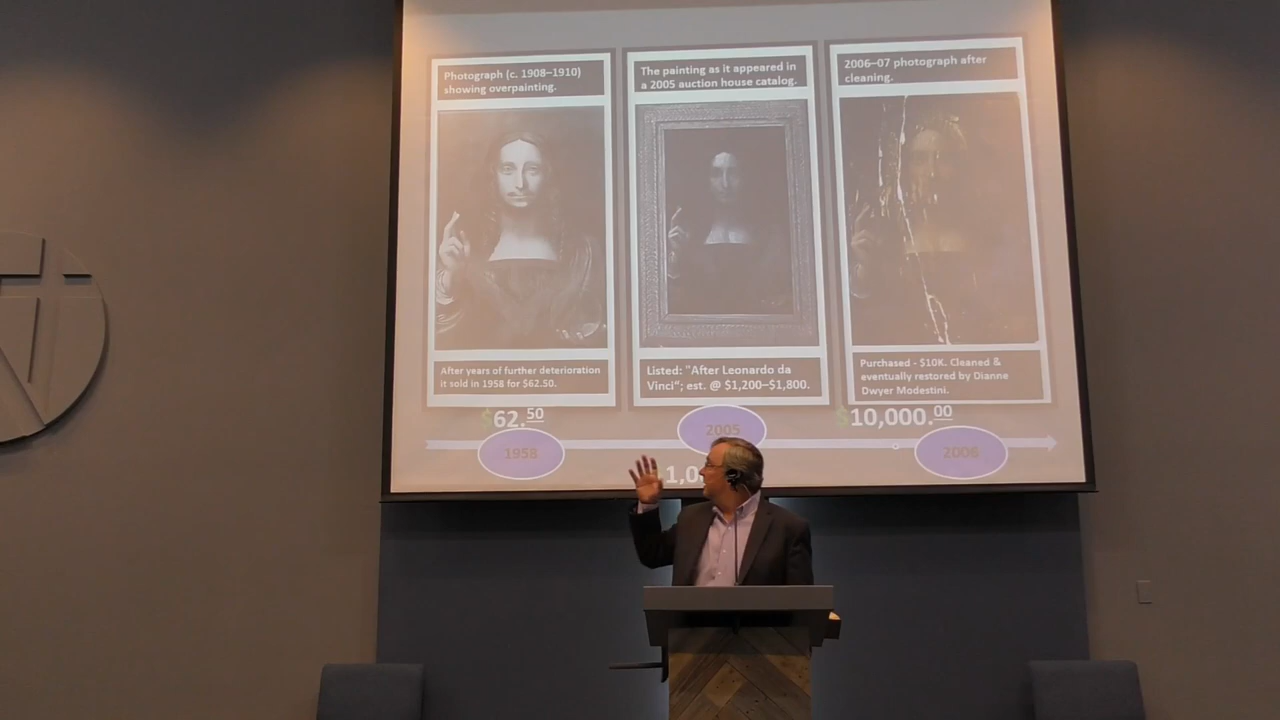 Photograph (c. 1908–1910)
showing overpainting.
The painting as it appeared in
a 2005 auction house catalog.
2006–07 photograph after
cleaning.
After years of further deterioration
it sold in 1958 for $62.50.
Listed: "After Leonardo da
Vinci“; est. @ $1,200–$1,800.
Purchased - $10K. Cleaned &
eventually restored by Dianne
Dwyer Modestini.
$62.50
$10,000.00
1958
2005
2006